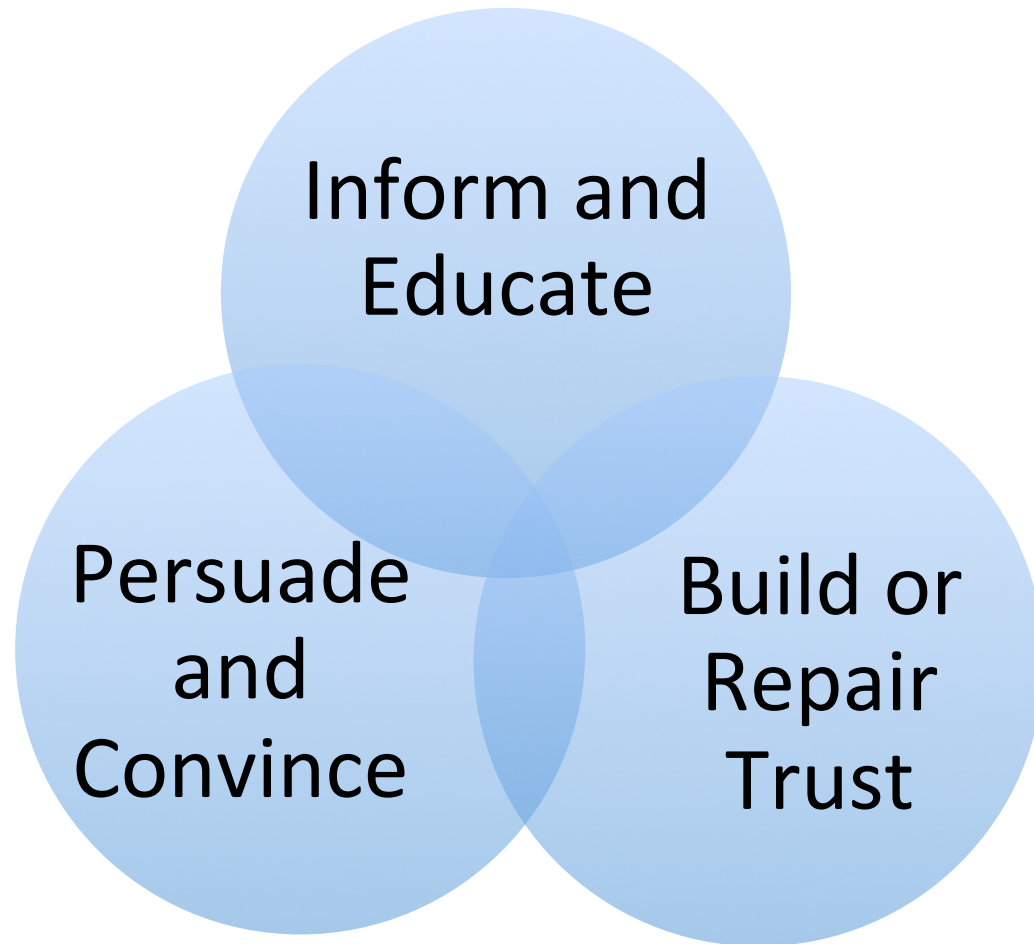 Inform and
Educate
Persuade
and
Convince
Build or
Repair
Trust